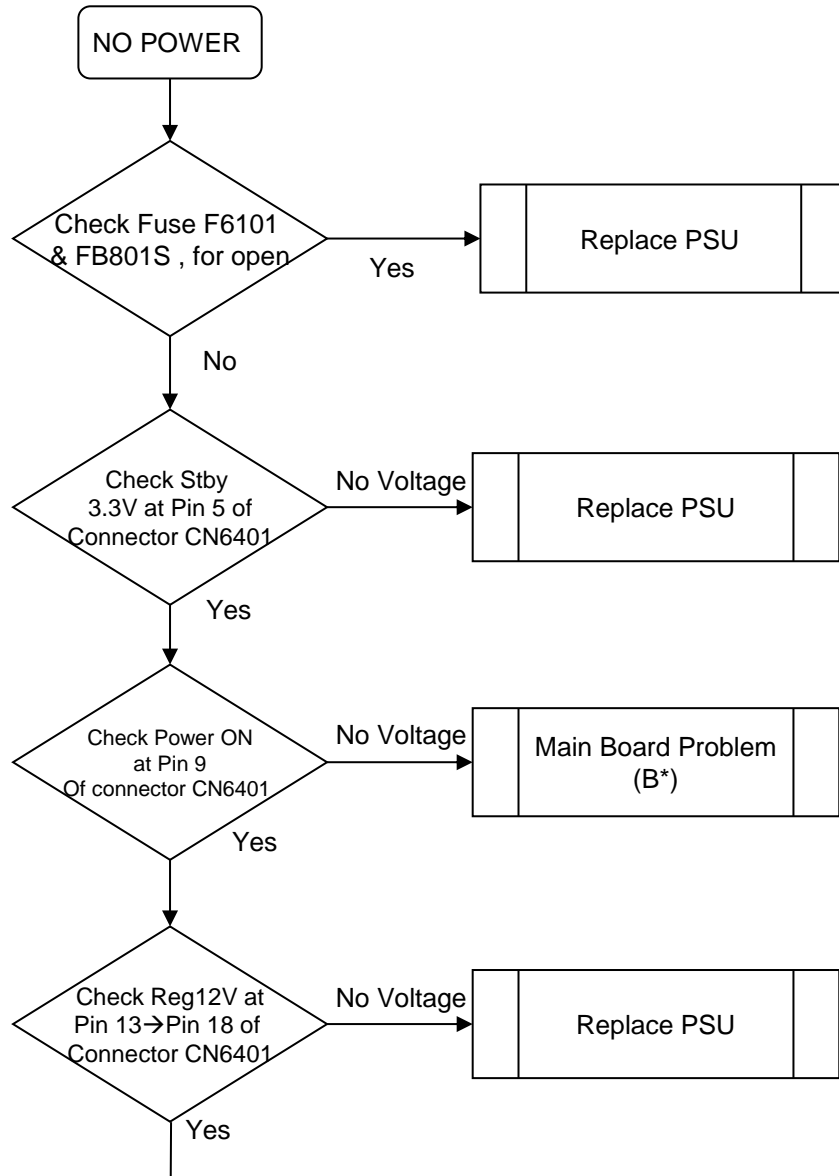 NO POWER
Check Fuse F6101
& FB801S , for open
Yes
Replace PSU
No
Check Stby
3.3V at Pin 5 of
Connector CN6401
No Voltage
Replace PSU
Yes
Check Power ON
at Pin 9
Of connector CN6401
No Voltage
Main Board Problem
(B*)
Yes
Check Reg12V at
Pin 13→Pin 18 of
Connector CN6401
No Voltage
Replace PSU
Yes